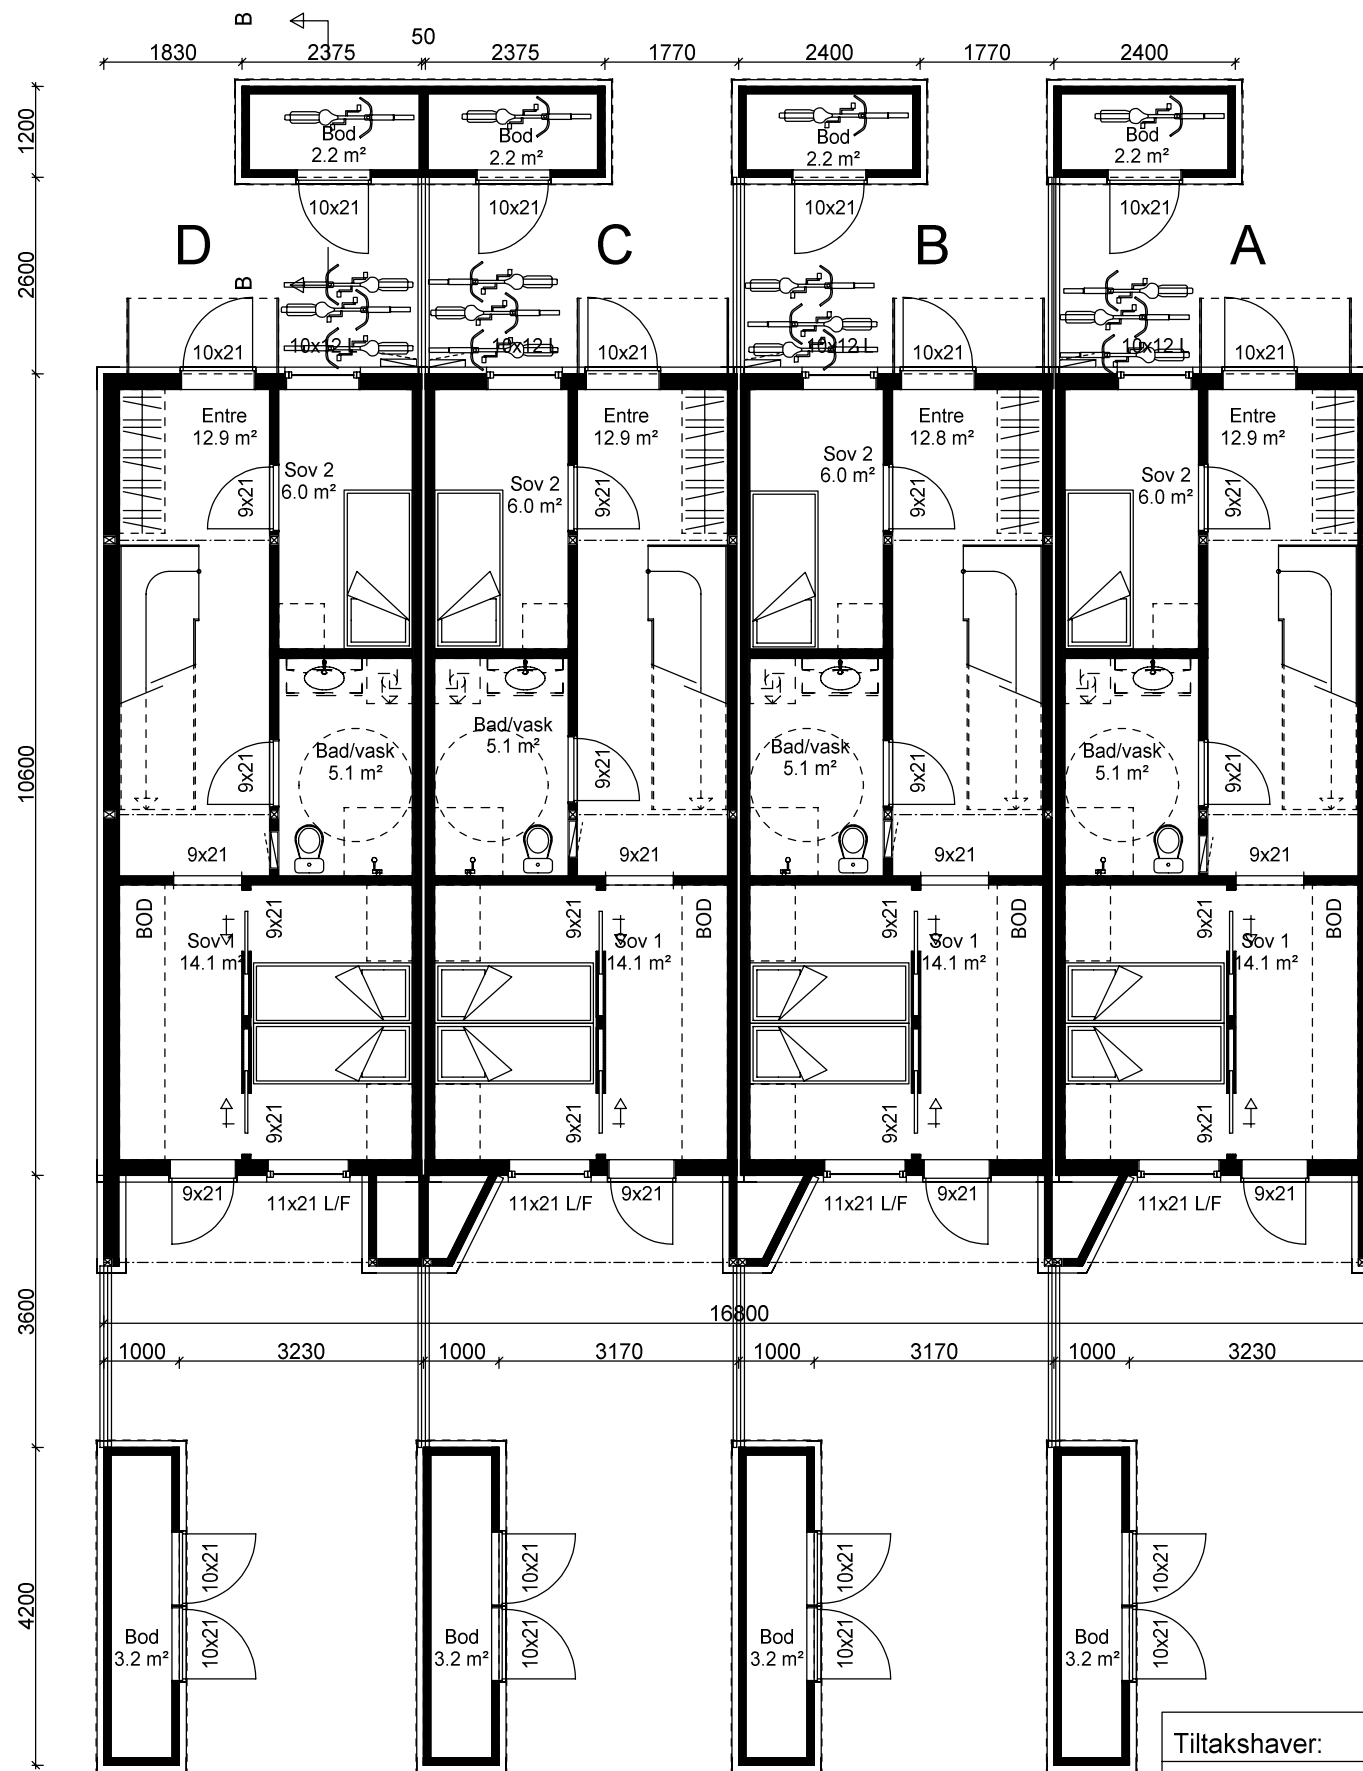 B
50
1830 2375 2375 1770 2400 1770 2400
1200
Bod
2.2 m²
Bod
2.2 m²
Bod
2.2 m²
Bod
2.2 m²
10x21 10x21 10x21 10x21
D C B A
2600
B
10x21 10x12 L 10x12 L 10x21 10x12 L 10x21 10x12 L 10x21
Entre
12.9 m²
Entre
12.9 m²
Entre
12.8 m²
Entre
12.9 m²
Sov 2
6.0 m²
Sov 2
6.0 m²
Sov 2
6.0 m²
Sov 2
6.0 m²
9x21 9x21 9x21 9x21
10600
Bad/vask
5.1 m²
Bad/vask
5.1 m²
Bad/vask
5.1 m²
Bad/vask
5.1 m²
9x21 9x21 9x21 9x21
9x21 9x21 9x21 9x21
BOD 9x21 9x21 BOD 9x21 BOD 9x21 BOD
Sov 1
14.1 m²
Sov 1
14.1 m²
Sov 1
14.1 m²
Sov 1
14.1 m²
9x21 9x21 9x21 9x21
9x21 11x21 L/F 11x21 L/F 9x21 11x21 L/F 9x21 11x21 L/F 9x21
3600
16800
1000 3230 1000 3170 1000 3170 1000 3230
4200
10x21 10x21 10x21 10x21
10x21 10x21 10x21 10x21
Bod
3.2 m²
Bod
3.2 m²
Bod
3.2 m²
Bod
3.2 m²
Tiltakshaver: